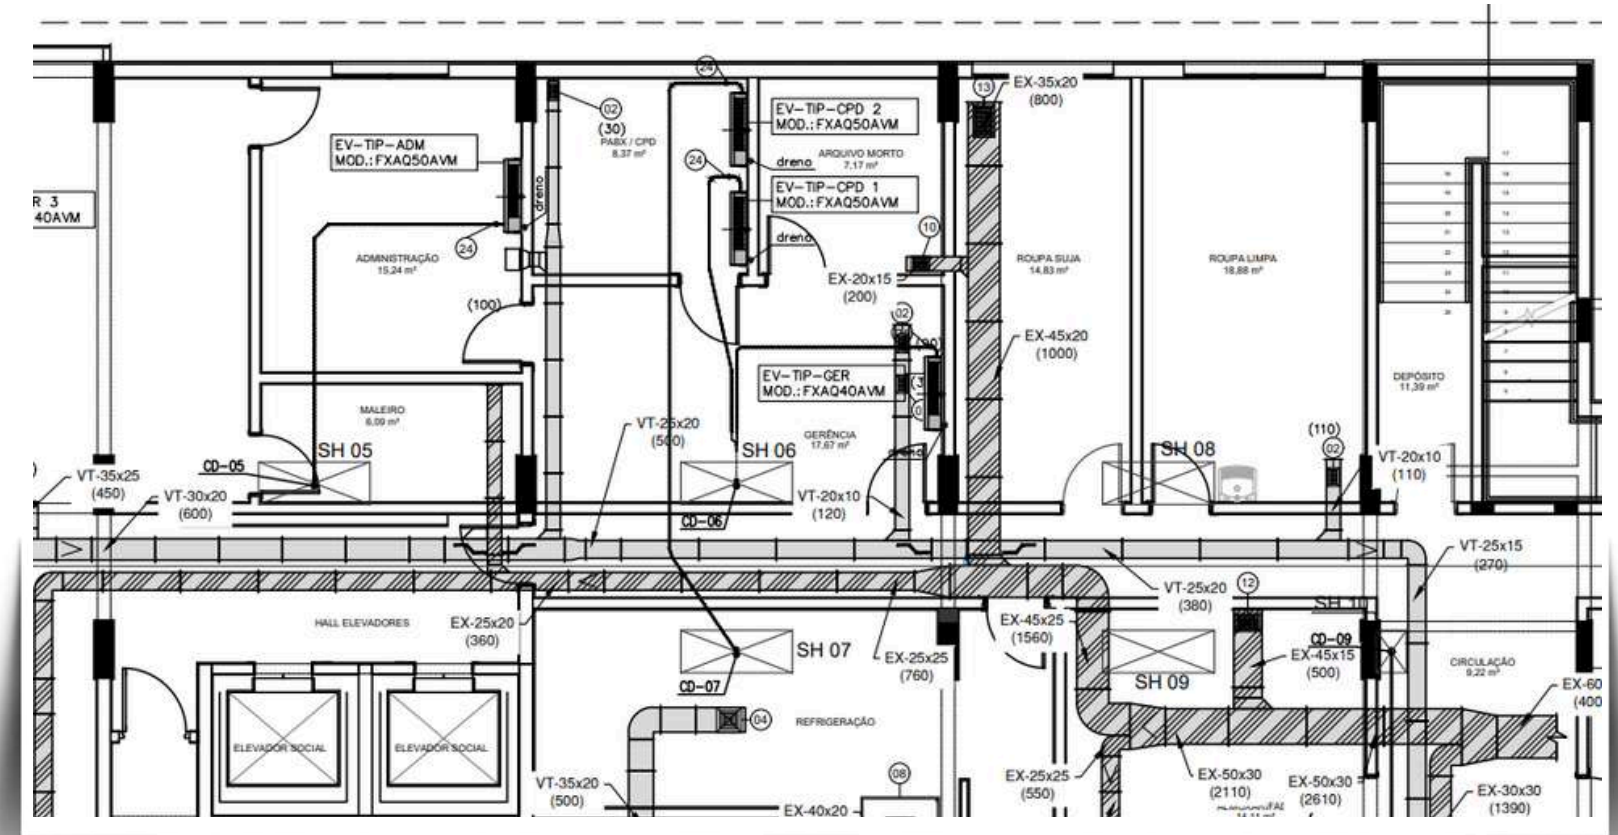 24
EX-35x20
(800)
13
02
(30)
PABX / CPD
8,37 m²
EV-TIP-CPD 2
MOD.:FXAQ50AVM
EV-TIP-ADM
MOD.:FXAQ50AVM
dreno
ARQUIVO MORTO
7,17 m²
24
EV-TIP-CPD 1
MOD.:FXAQ50AVM
dreno
R 3
40AVM
dreno
10
24
ADMINISTRAÇÃO
15,24 m²
EX-20x15
(200)
ROUPA SUJA
14,83 m²
ROUPA LIMPA
18,88 m²
(100)
02
EX-45x20
(1000)
EV-TIP-GER
MOD.:FXAQ40AVM
DEPÓSITO
11,39 m²
MALEIRO
6,09 m²
VT-25x20
(500)
GERÊNCIA
17,67 m²
dreno
(110)
02
SH 05
SH 06
SH 08
CD-05
VT-35x25
(450)
VT-30x20
(600)
VT-20x10
(120)
VT-20x10
(110)
CD-06
VT-25x15
(270)
VT-25x20
(380)
12
HALL ELEVADORES
EX-25x20
(360)
EX-45x25
(1560)
CD-09
SH 07
EX-25x25
(760)
EX-45x15
(500)
CIRCULAÇÃO
9,22 m²
CD-07
SH 09
EX-60
(400
04
REFRIGERAÇÃO
ELEVADOR SOCIAL
ELEVADOR SOCIAL
VT-35x20
(500)
08
EX-40x20
EX-25x25
(550)
EX-50x30
(2110)
EX-50x30
(2610)
EX-30x30
(1390)